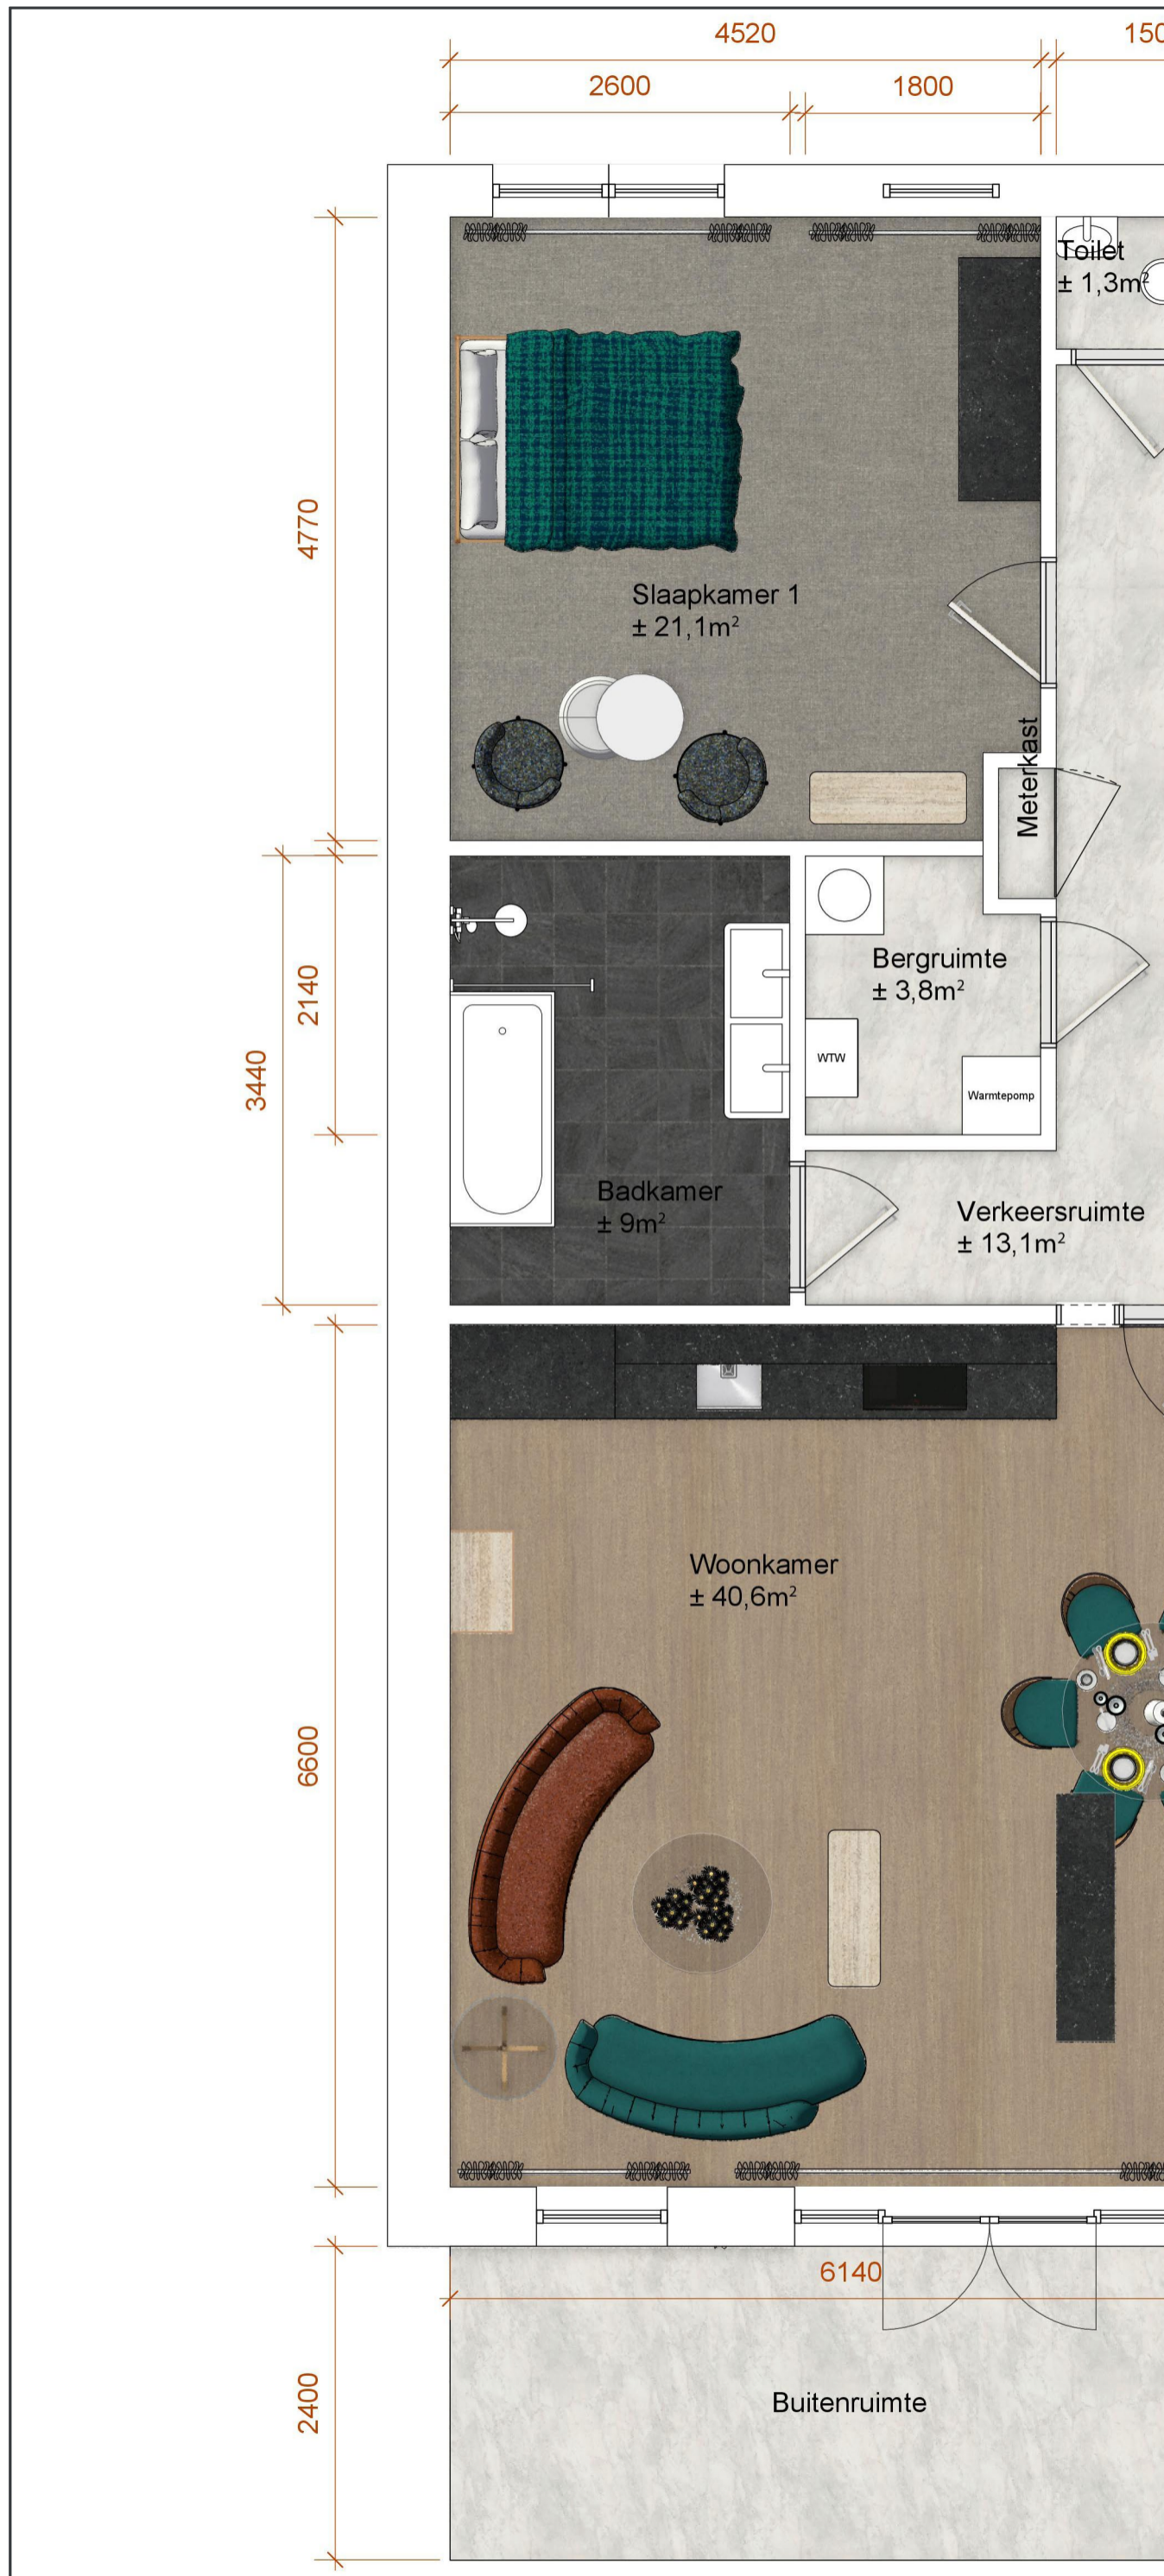 4520
150
2600
1800
Toilet
± 1,3m²
4770
Slaapkamer 1
± 21,1m²
Meterkast
Bergruimte
± 3,8m²
2140
3440
WTW
Warmtepomp
Badkamer
± 9m²
Verkeersruimte
± 13,1m²
Woonkamer
± 40,6m²
6600
6140
2400
Buitenruimte